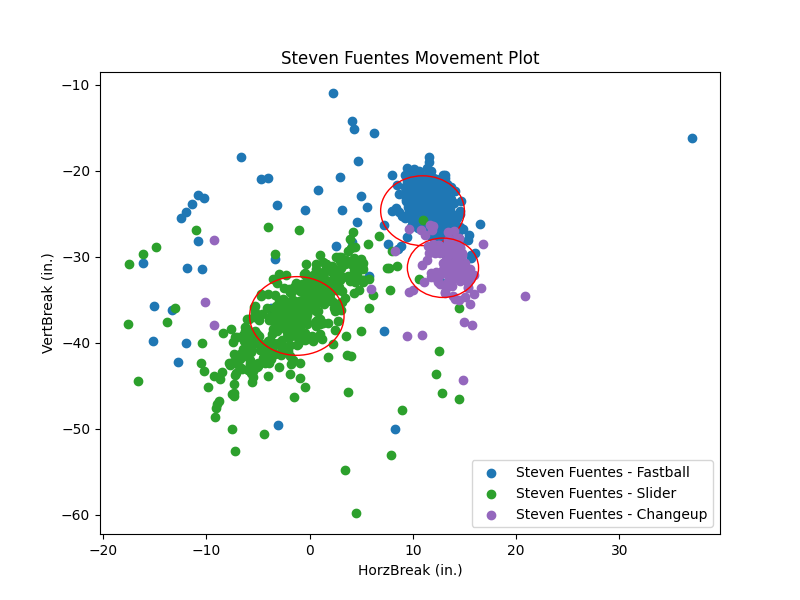 Steven Fuentes Movement Plot
VertBreak (in.)
−10
−20
−30
−40
−50
−60
−20
−10
0
10
20
30
HorzBreak (in.)
Steven Fuentes - Fastball
Steven Fuentes - Slider
Steven Fuentes - Changeup